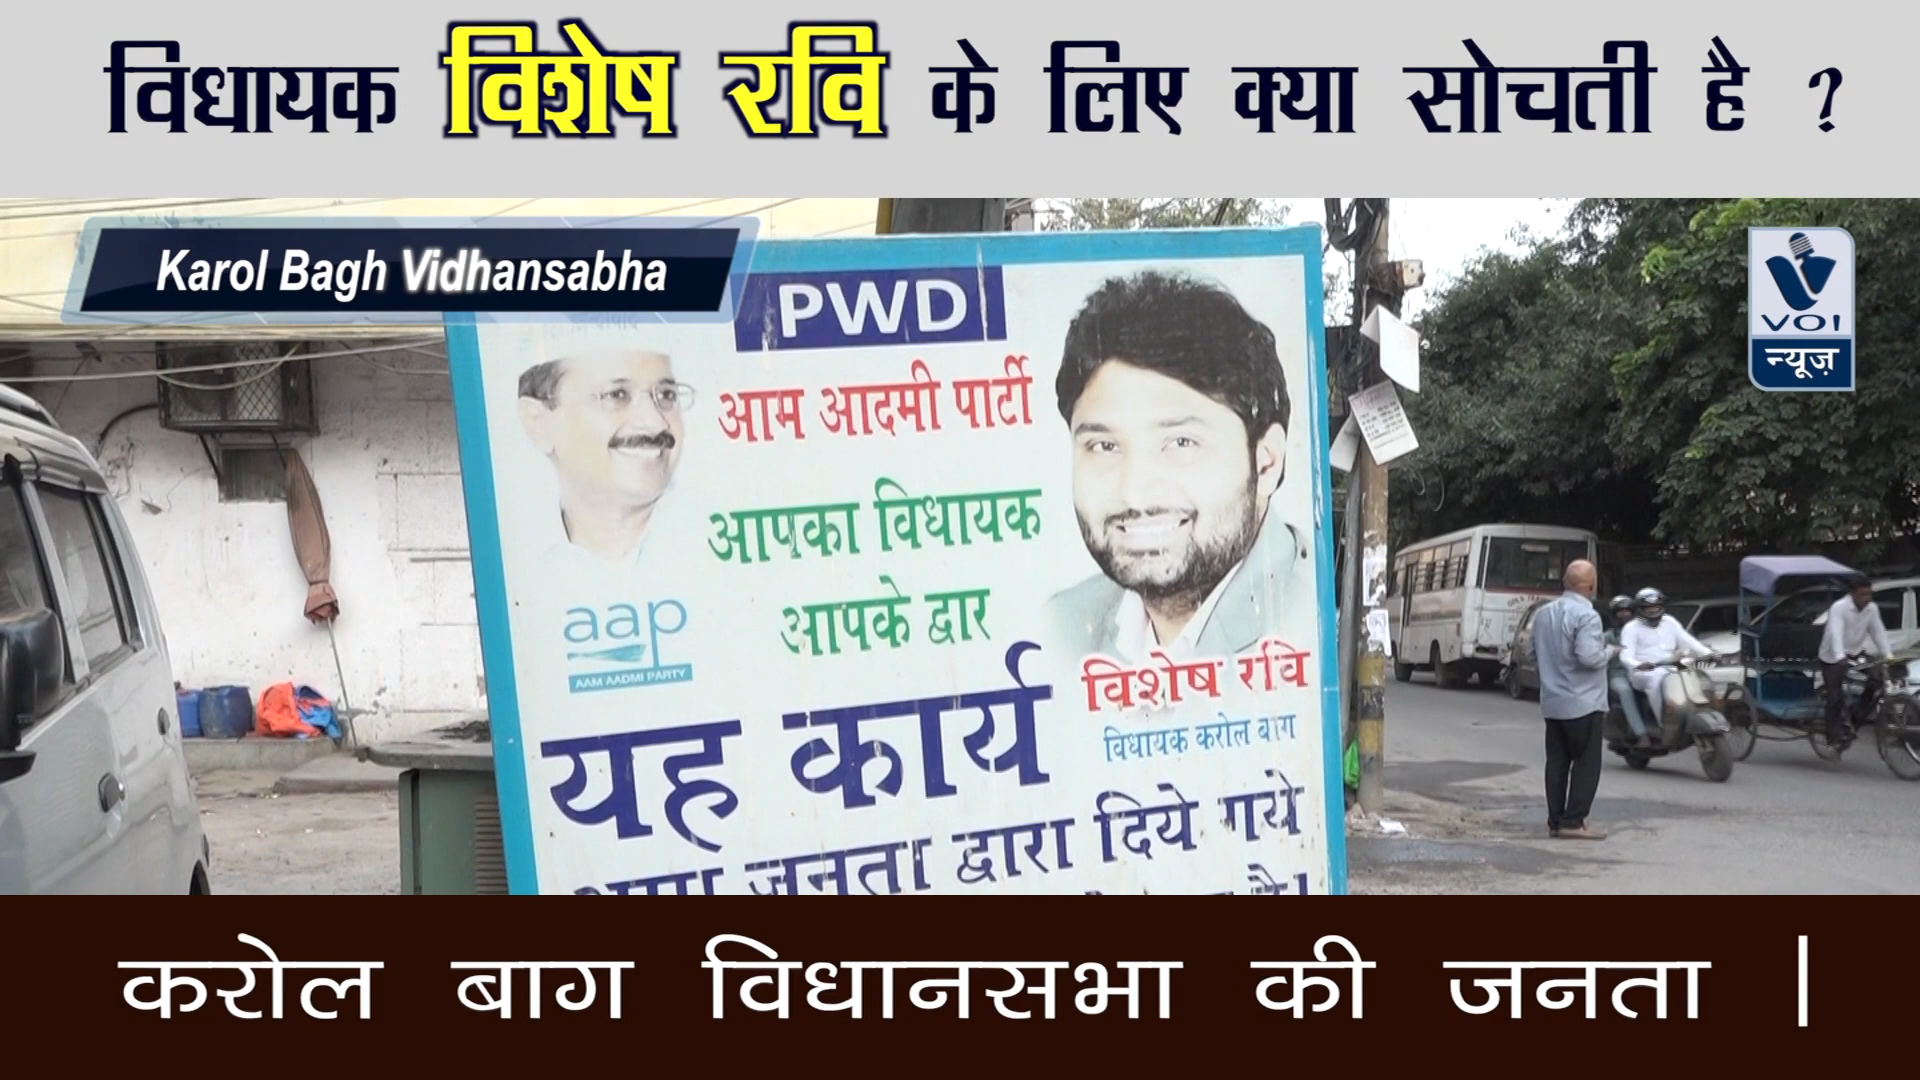 विधायक विशेष रवि के लिए क्या सोचती है ?
Karol Bagh Vidhansabha
VOI
न्यूज़
PWD
आम आदमी पार्टी
आपका विधायक
आपके द्वार
aap
AAM AADMI PARTY
विशेष रवि
विधायक करोल बाग
यह कार्य
जनता द्वारा दिये गये
करोल बाग विधानसभा की जनता |